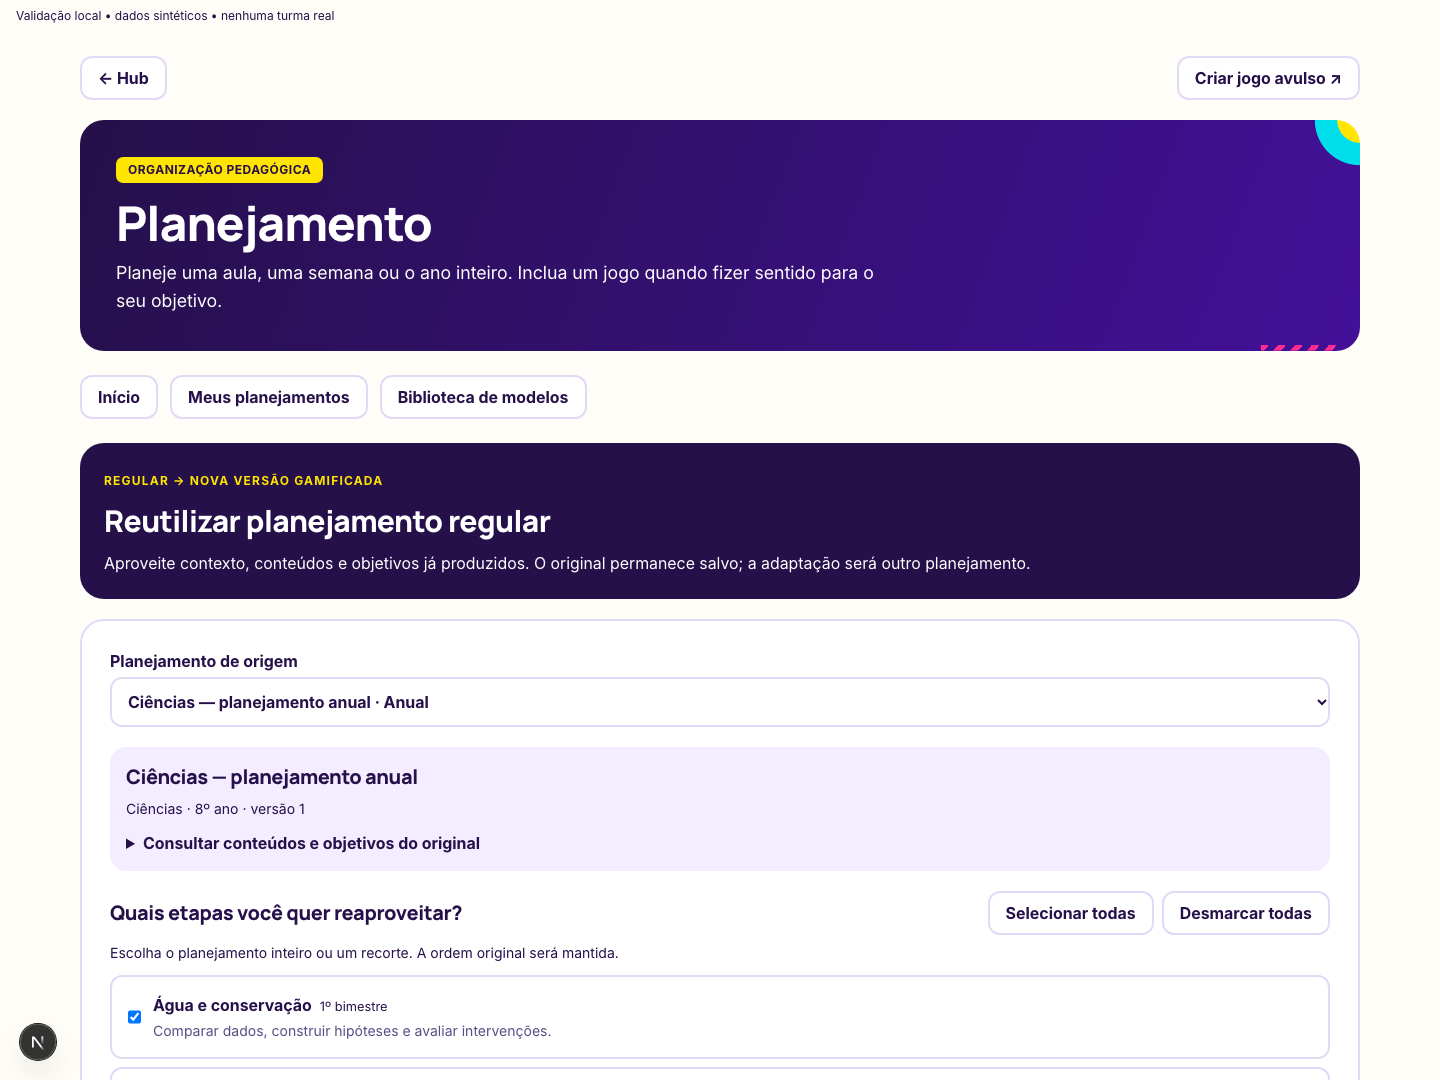 Validação local • dados sintéticos • nenhuma turma real
← Hub
Criar jogo avulso ↗
ORGANIZAÇÃO PEDAGÓGICA
Planejamento
Planeje uma aula, uma semana ou o ano inteiro. Inclua um jogo quando fizer sentido para o
seu objetivo.
Início
Meus planejamentos
Biblioteca de modelos
REGULAR → NOVA VERSÃO GAMIFICADA
Reutilizar planejamento regular
Aproveite contexto, conteúdos e objetivos já produzidos. O original permanece salvo; a adaptação será outro planejamento.
Planejamento de origem
Ciências — planejamento anual · Anual
Ciências — planejamento anual
Ciências · 8º ano · versão 1
▶ Consultar conteúdos e objetivos do original
Quais etapas você quer reaproveitar?
Selecionar todas
Desmarcar todas
Escolha o planejamento inteiro ou um recorte. A ordem original será mantida.
Água e conservação 1º bimestre
Comparar dados, construir hipóteses e avaliar intervenções.
N